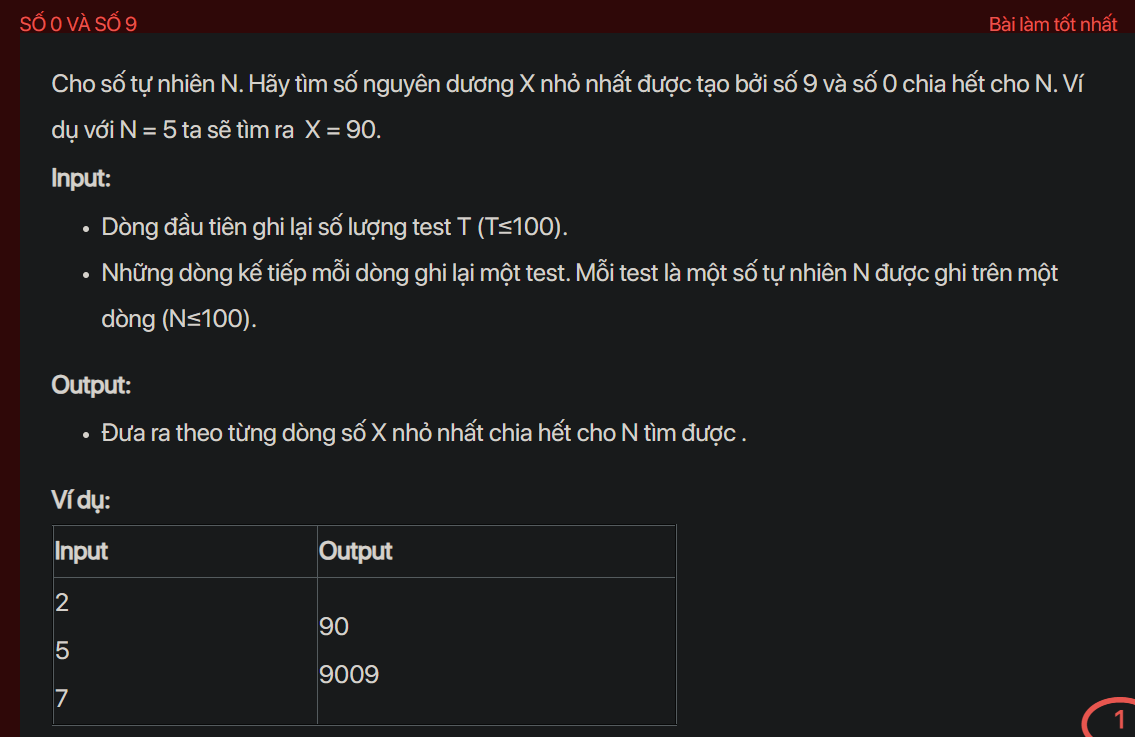 SỐ 0 VÀ SỐ 9 Bài làm tốt nhất
Cho số tự nhiên N. Hãy tìm số nguyên dương X nhỏ nhất được tạo bởi số 9 và số 0 chia hết cho N. Ví
dụ với N = 5 ta sẽ tìm ra X = 90.
Input:
• Dòng đầu tiên ghi lại số lượng test T (T≤100).
• Những dòng kế tiếp mỗi dòng ghi lại một test. Mỗi test là một số tự nhiên N được ghi trên một
dòng (N≤100).
Output:
• Đưa ra theo từng dòng số X nhỏ nhất chia hết cho N tìm được .
Ví dụ:
Input Output
2
5
7
90
9009
1